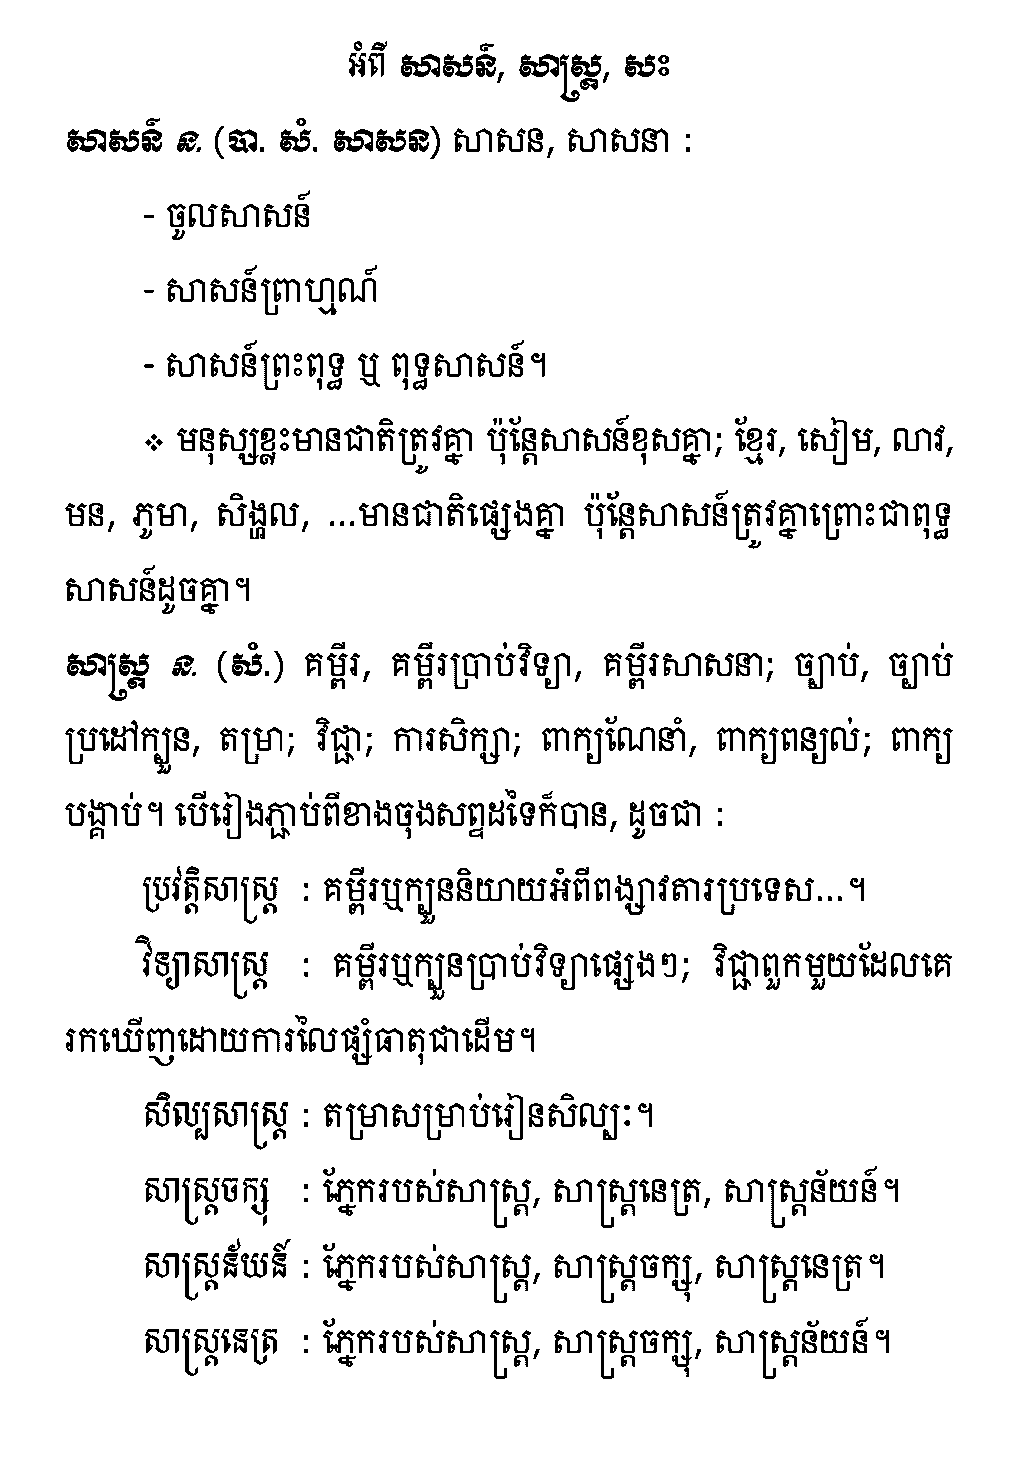 អំពី សាសន៍, សាស្ត្រ, សះ
សាសន៍ ន. (បា. សំ. សាសន) សាសន, សាសនា :
- ចូលសាសន៍
- សាសន៍ព្រាហ្មណ៍
- សាសន៍ព្រះពុទ្ធ ឬ ពុទ្ធសាសន៍។
❖ មនុស្សខ្លះមានជាតិត្រូវគ្នា ប៉ុន្តែសាសន៍ខុសគ្នា; ខ្មែរ, សៀម, លាវ,
មន, ភូមា, សិង្ហល, ...មានជាតិផ្សេងគ្នា ប៉ុន្តែសាសន៍ត្រូវគ្នាព្រោះជាពុទ្ធ
សាសន៍ដូចគ្នា។
សាស្ត្រ ន. (សំ.) គម្ពីរ, គម្ពីរប្រាប់វិទ្យា, គម្ពីរសាសនា; ច្បាប់, ច្បាប់
ប្រដៅក្បួន, តម្រា; វិជ្ជា; ការសិក្សា; ពាក្យណែនាំ, ពាក្យពន្យល់; ពាក្យ
បង្គាប់។ បើរៀងភ្ជាប់ពីខាងចុងសព្ទដទៃក៏បាន, ដូចជា :
ប្រវត្តិសាស្ត្រ : គម្ពីរឬក្បួននិយាយអំពីពង្សាវតារប្រទេស...។
វិទ្យាសាស្ត្រ : គម្ពីរឬក្បួនប្រាប់វិទ្យាផ្សេងៗ; វិជ្ជាពួកមួយដែលគេ
រកឃើញដោយការលៃផ្សំធាតុជាដើម។
សិល្បសាស្ត្រ : តម្រាសម្រាប់រៀនសិល្បៈ។
សាស្ត្រចក្សុ : ភ្នែករបស់សាស្ត្រ, សាស្ត្រនេត្រ, សាស្ត្រន័យន៍។
សាស្ត្រន័យន៍ : ភ្នែករបស់សាស្ត្រ, សាស្ត្រចក្សុ, សាស្ត្រនេត្រ។
សាស្ត្រនេត្រ : ភ្នែករបស់សាស្ត្រ, សាស្ត្រចក្សុ, សាស្ត្រន័យន៍។